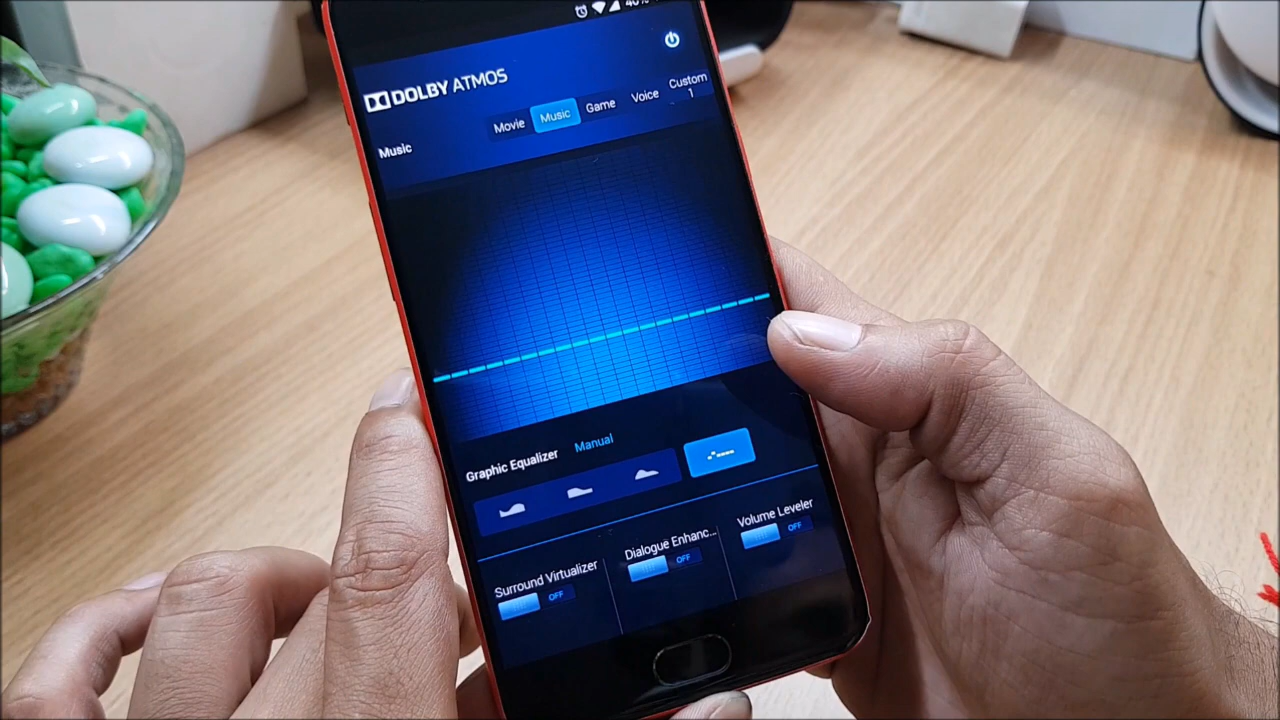 40%
DOLBY ATMOS
Movie Music Game Voice Custom 1
Music
Graphic Equalizer Manual
Surround Virtualizer Dialogue Enhanc... Volume Leveler
OFF OFF OFF